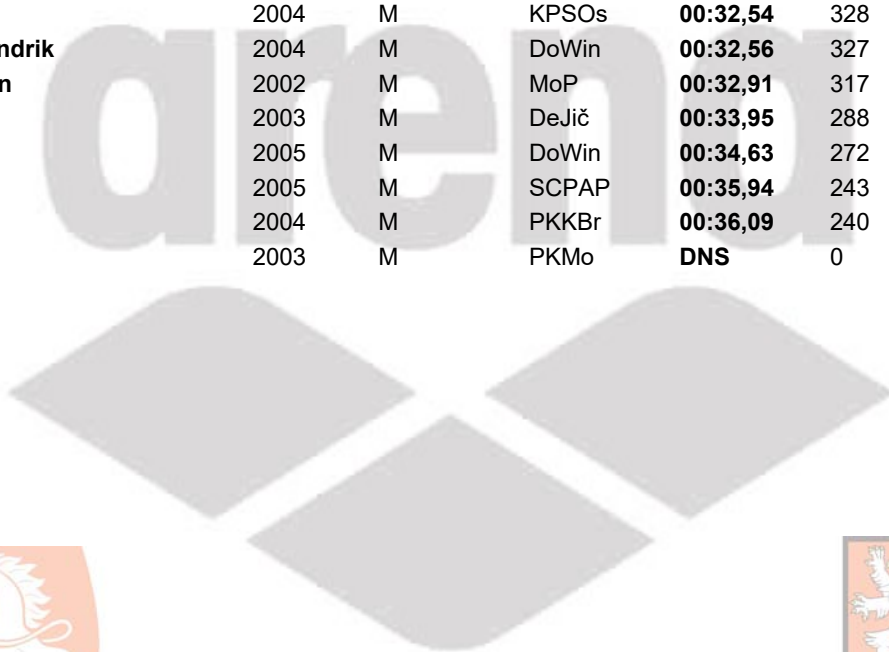 2004 M KPSOs 00:32,54 328
ndrik 2004 M DoWin 00:32,56 327
n 2002 M MoP 00:32,91 317
2003 M DeJič 00:33,95 288
2005 M DoWin 00:34,63 272
2005 M SCPAP 00:35,94 243
2004 M PKKBr 00:36,09 240
2003 M PKMo DNS 0
arena